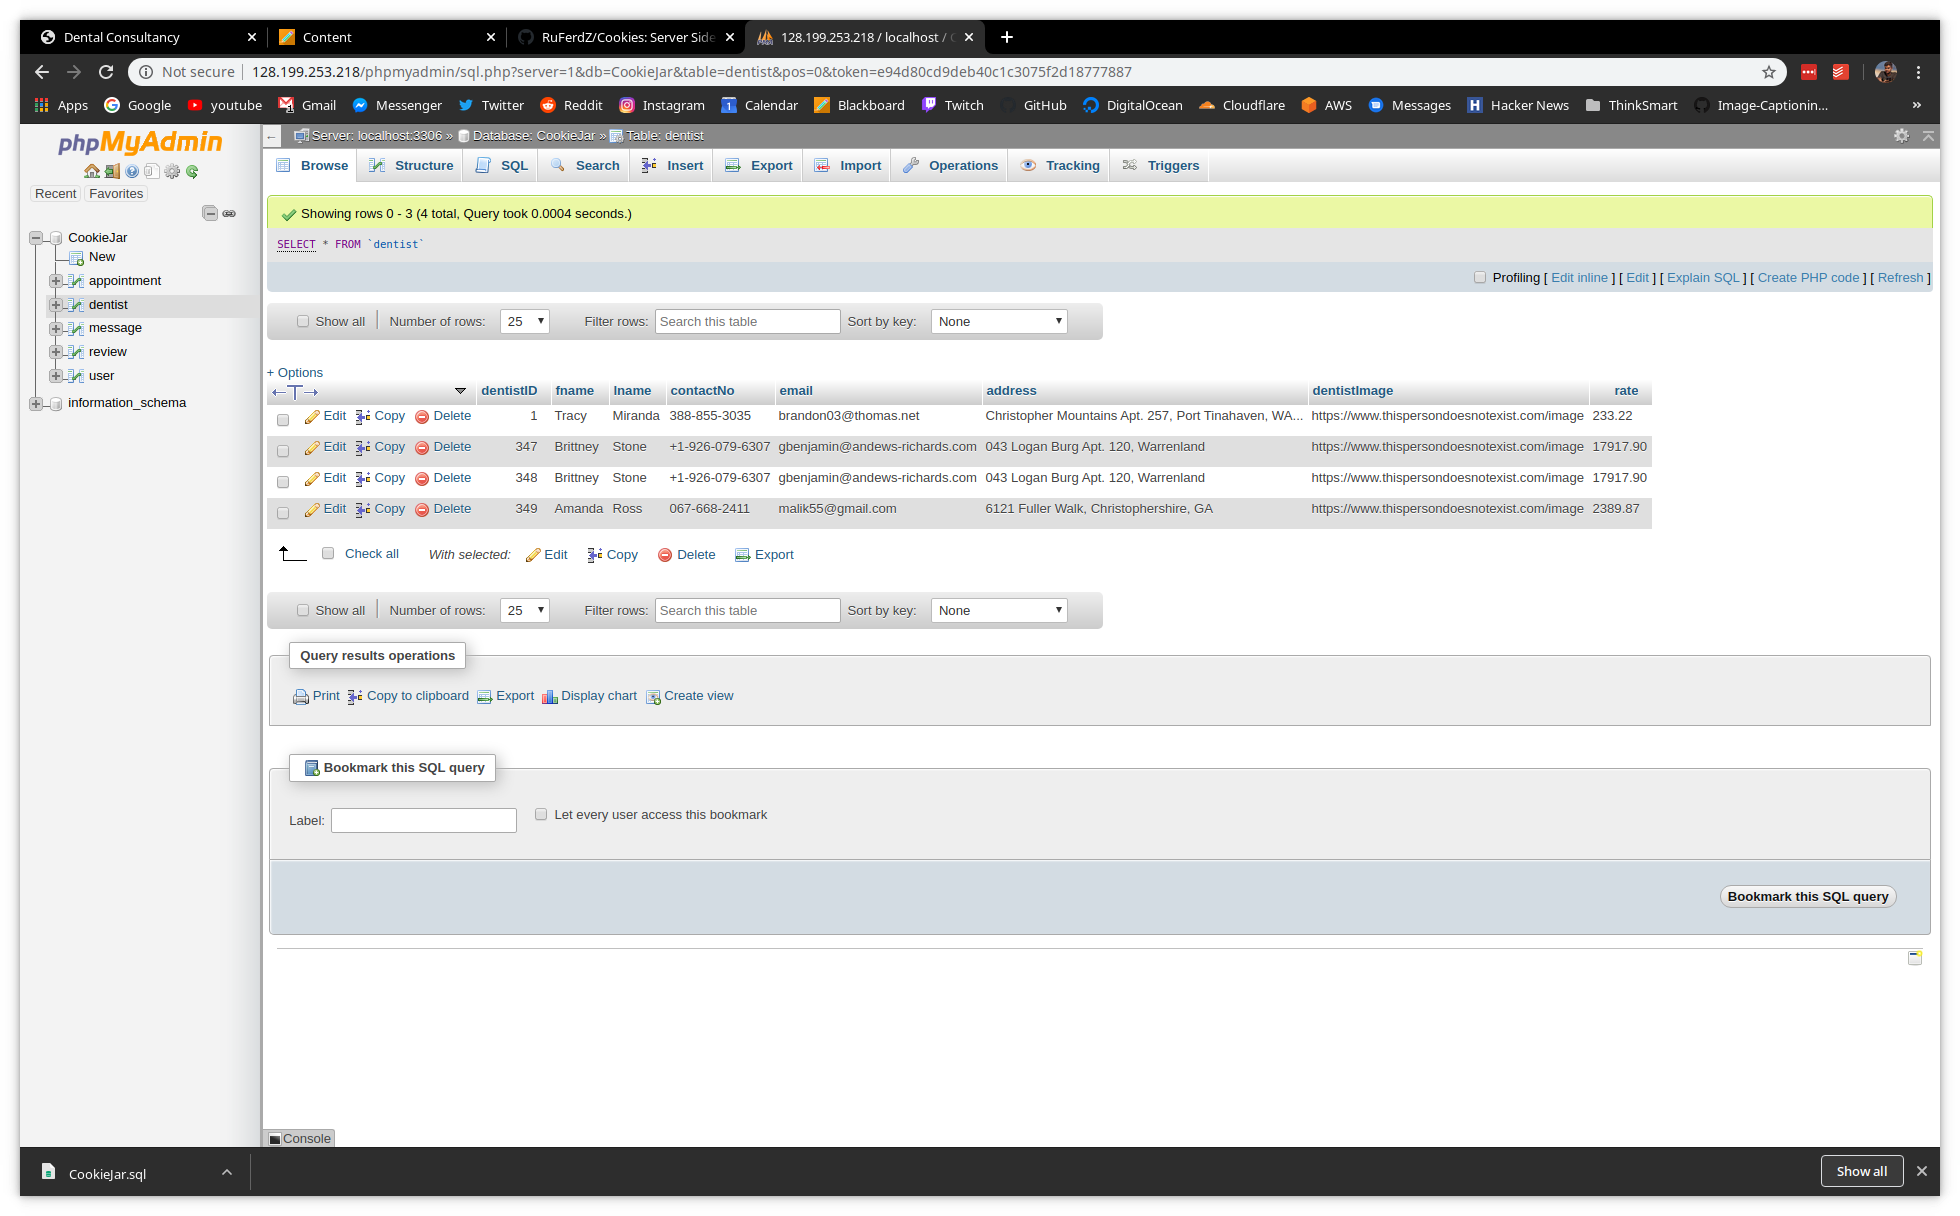 Dental Consultancy
Content
RuFerdZ/Cookies: Server Side
128.199.253.218 / localhost /
Not secure
128.199.253.218/phpmyadmin/sql.php?server=1&db=CookieJar&table=dentist&pos=0&token=e94d80cd9deb40c1c3075f2d18777887
Apps Google youtube Gmail Messenger Twitter Reddit Instagram Calendar Blackboard Twitch GitHub DigitalOcean Cloudflare AWS Messages Hacker News ThinkSmart Image-Captionin... »
phpMyAdmin
Recent Favorites
CookieJar
New
appointment
dentist
message
review
user
information_schema
Server: localhost:3306 » Database: CookieJar » Table: dentist
Browse Structure SQL Search Insert Export Import Operations Tracking Triggers
Showing rows 0 - 3 (4 total, Query took 0.0004 seconds.)
SELECT * FROM `dentist`
Profiling [ Edit inline ] [ Edit ] [ Explain SQL ] [ Create PHP code ] [ Refresh ]
Show all Number of rows: 25 Filter rows: Search this table Sort by key: None
+ Options
dentistID fname lname contactNo email address dentistImage rate
Edit Copy Delete 1 Tracy Miranda 388-855-3035 brandon03@thomas.net Christopher Mountains Apt. 257, Port Tinahaven, WA... https://www.thispersondoesnotexist.com/image 233.22
Edit Copy Delete 347 Brittney Stone +1-926-079-6307 gbenjamin@andews-richards.com 043 Logan Burg Apt. 120, Warrenland https://www.thispersondoesnotexist.com/image 17917.90
Edit Copy Delete 348 Brittney Stone +1-926-079-6307 gbenjamin@andews-richards.com 043 Logan Burg Apt. 120, Warrenland https://www.thispersondoesnotexist.com/image 17917.90
Edit Copy Delete 349 Amanda Ross 067-668-2411 malik55@gmail.com 6121 Fuller Walk, Christophershire, GA https://www.thispersondoesnotexist.com/image 2389.87
Check all With selected: Edit Copy Delete Export
Show all Number of rows: 25 Filter rows: Search this table Sort by key: None
Query results operations
Print Copy to clipboard Export Display chart Create view
Bookmark this SQL query
Label: Let every user access this bookmark
Bookmark this SQL query
Console
CookieJar.sql
Show all